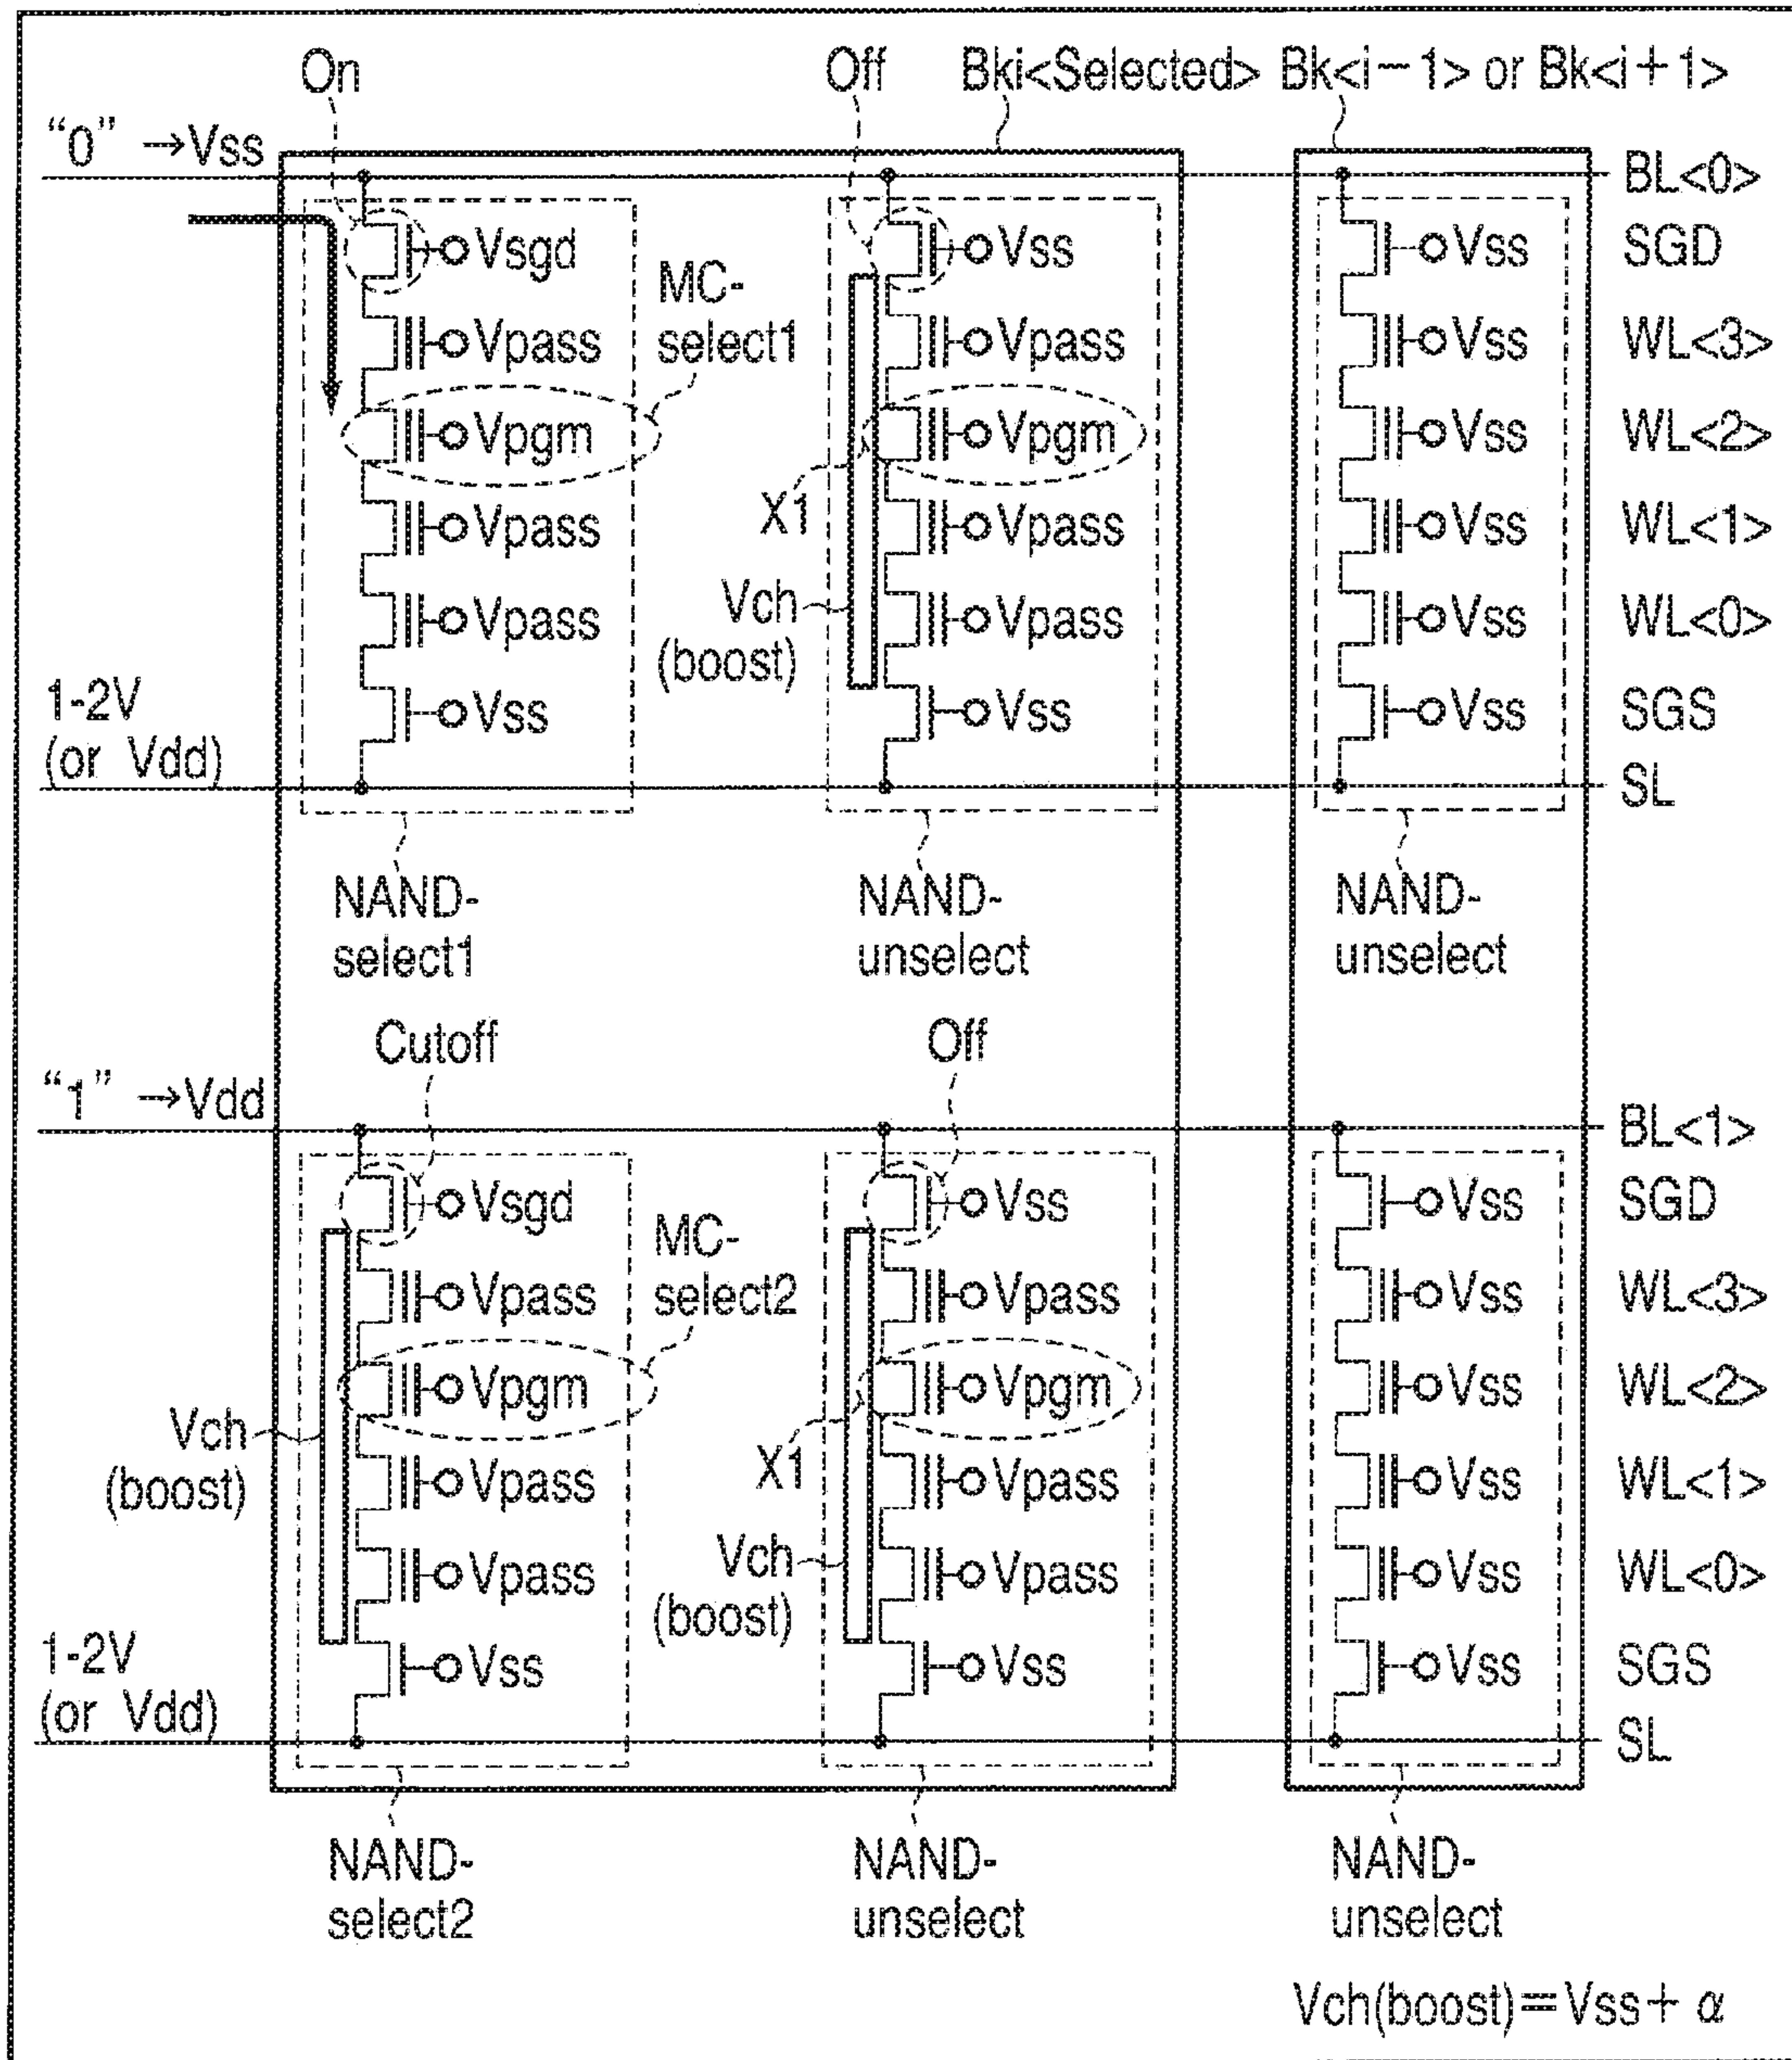 On Off Bki<Selected> Bk<i−1> or Bk<i+1>
“0” →Vss BL<0>
Vsgd Vss Vss SGD
MC-
select1
Vpass Vpass Vss WL<3>
Vpgm Vpgm Vss WL<2>
X1
Vpass Vpass Vss WL<1>
Vch
(boost)
Vpass Vpass Vss WL<0>
1-2V
(or Vdd)
Vss Vss Vss SGS
SL
NAND-
select1
NAND-
unselect
NAND-
unselect
Cutoff Off
“1” →Vdd BL<1>
Vsgd Vss Vss SGD
MC-
select2
Vpass Vpass Vss WL<3>
Vpgm Vpgm Vss WL<2>
Vch
(boost)
X1
Vpass Vpass Vss WL<1>
Vch
(boost)
Vpass Vpass Vss WL<0>
1-2V
(or Vdd)
Vss Vss Vss SGS
SL
NAND-
select2
NAND-
unselect
NAND-
unselect
Vch(boost)=Vss+ α